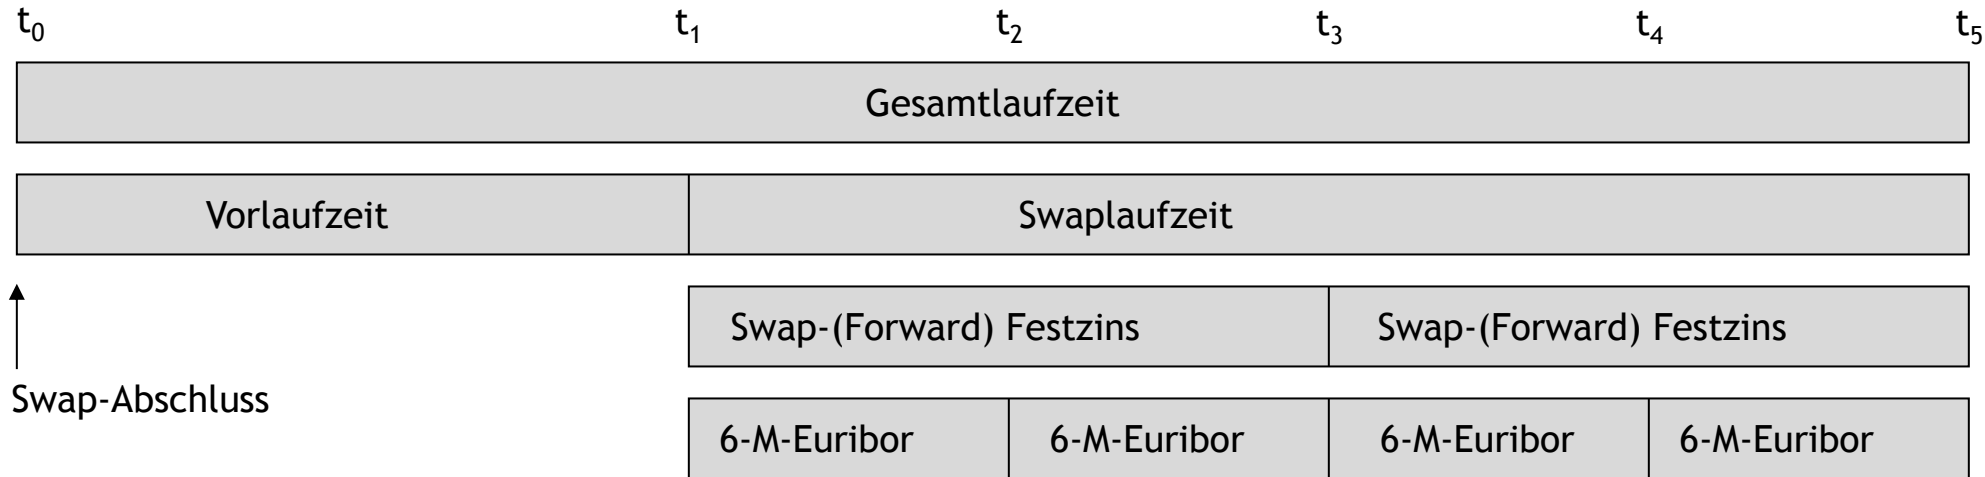 t₀ t₁ t₂ t₃ t₄ t₅
Gesamtlaufzeit
Vorlaufzeit Swaplaufzeit
Swap-(Forward) Festzins Swap-(Forward) Festzins
Swap-Abschluss
6-M-Euribor 6-M-Euribor 6-M-Euribor 6-M-Euribor